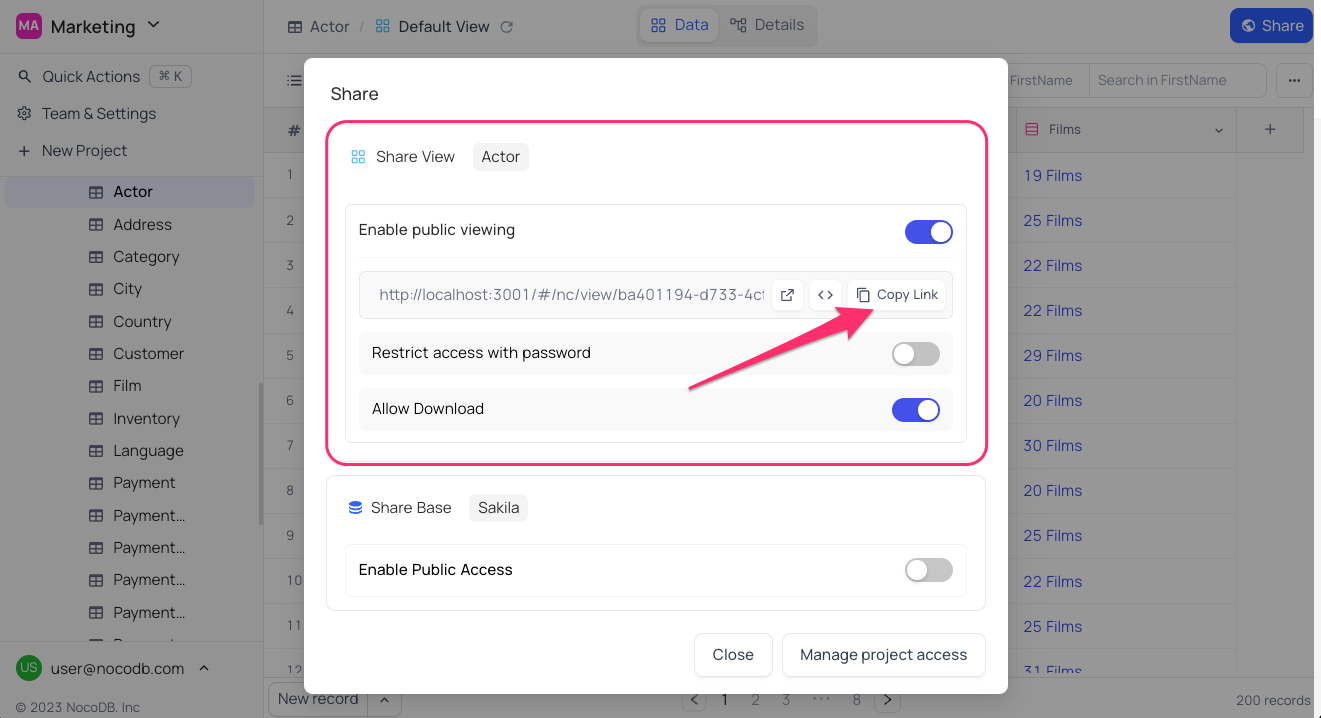 MA Marketing
Actor / Default View
Data
Details
Share
Quick Actions ⌘ K
Team & Settings
New Project
Actor
Address
Category
City
Country
Customer
Film
Inventory
Language
Payment
Payment...
Payment...
Payment...
Payment...
US user@nocodb.com
© 2023 NocoDB. Inc
FirstName Search in FirstName
# Films
1 19 Films
2 25 Films
3 22 Films
4 22 Films
5 29 Films
6 20 Films
7 30 Films
8 20 Films
9 25 Films
10 22 Films
11 25 Films
12 31 Films
New record
1 2 3 ••• 8
200 records
Share
Share View Actor
Enable public viewing
http://localhost:3001/#/nc/view/ba401194-d733-4c
Copy Link
Restrict access with password
Allow Download
Share Base Sakila
Enable Public Access
Close
Manage project access